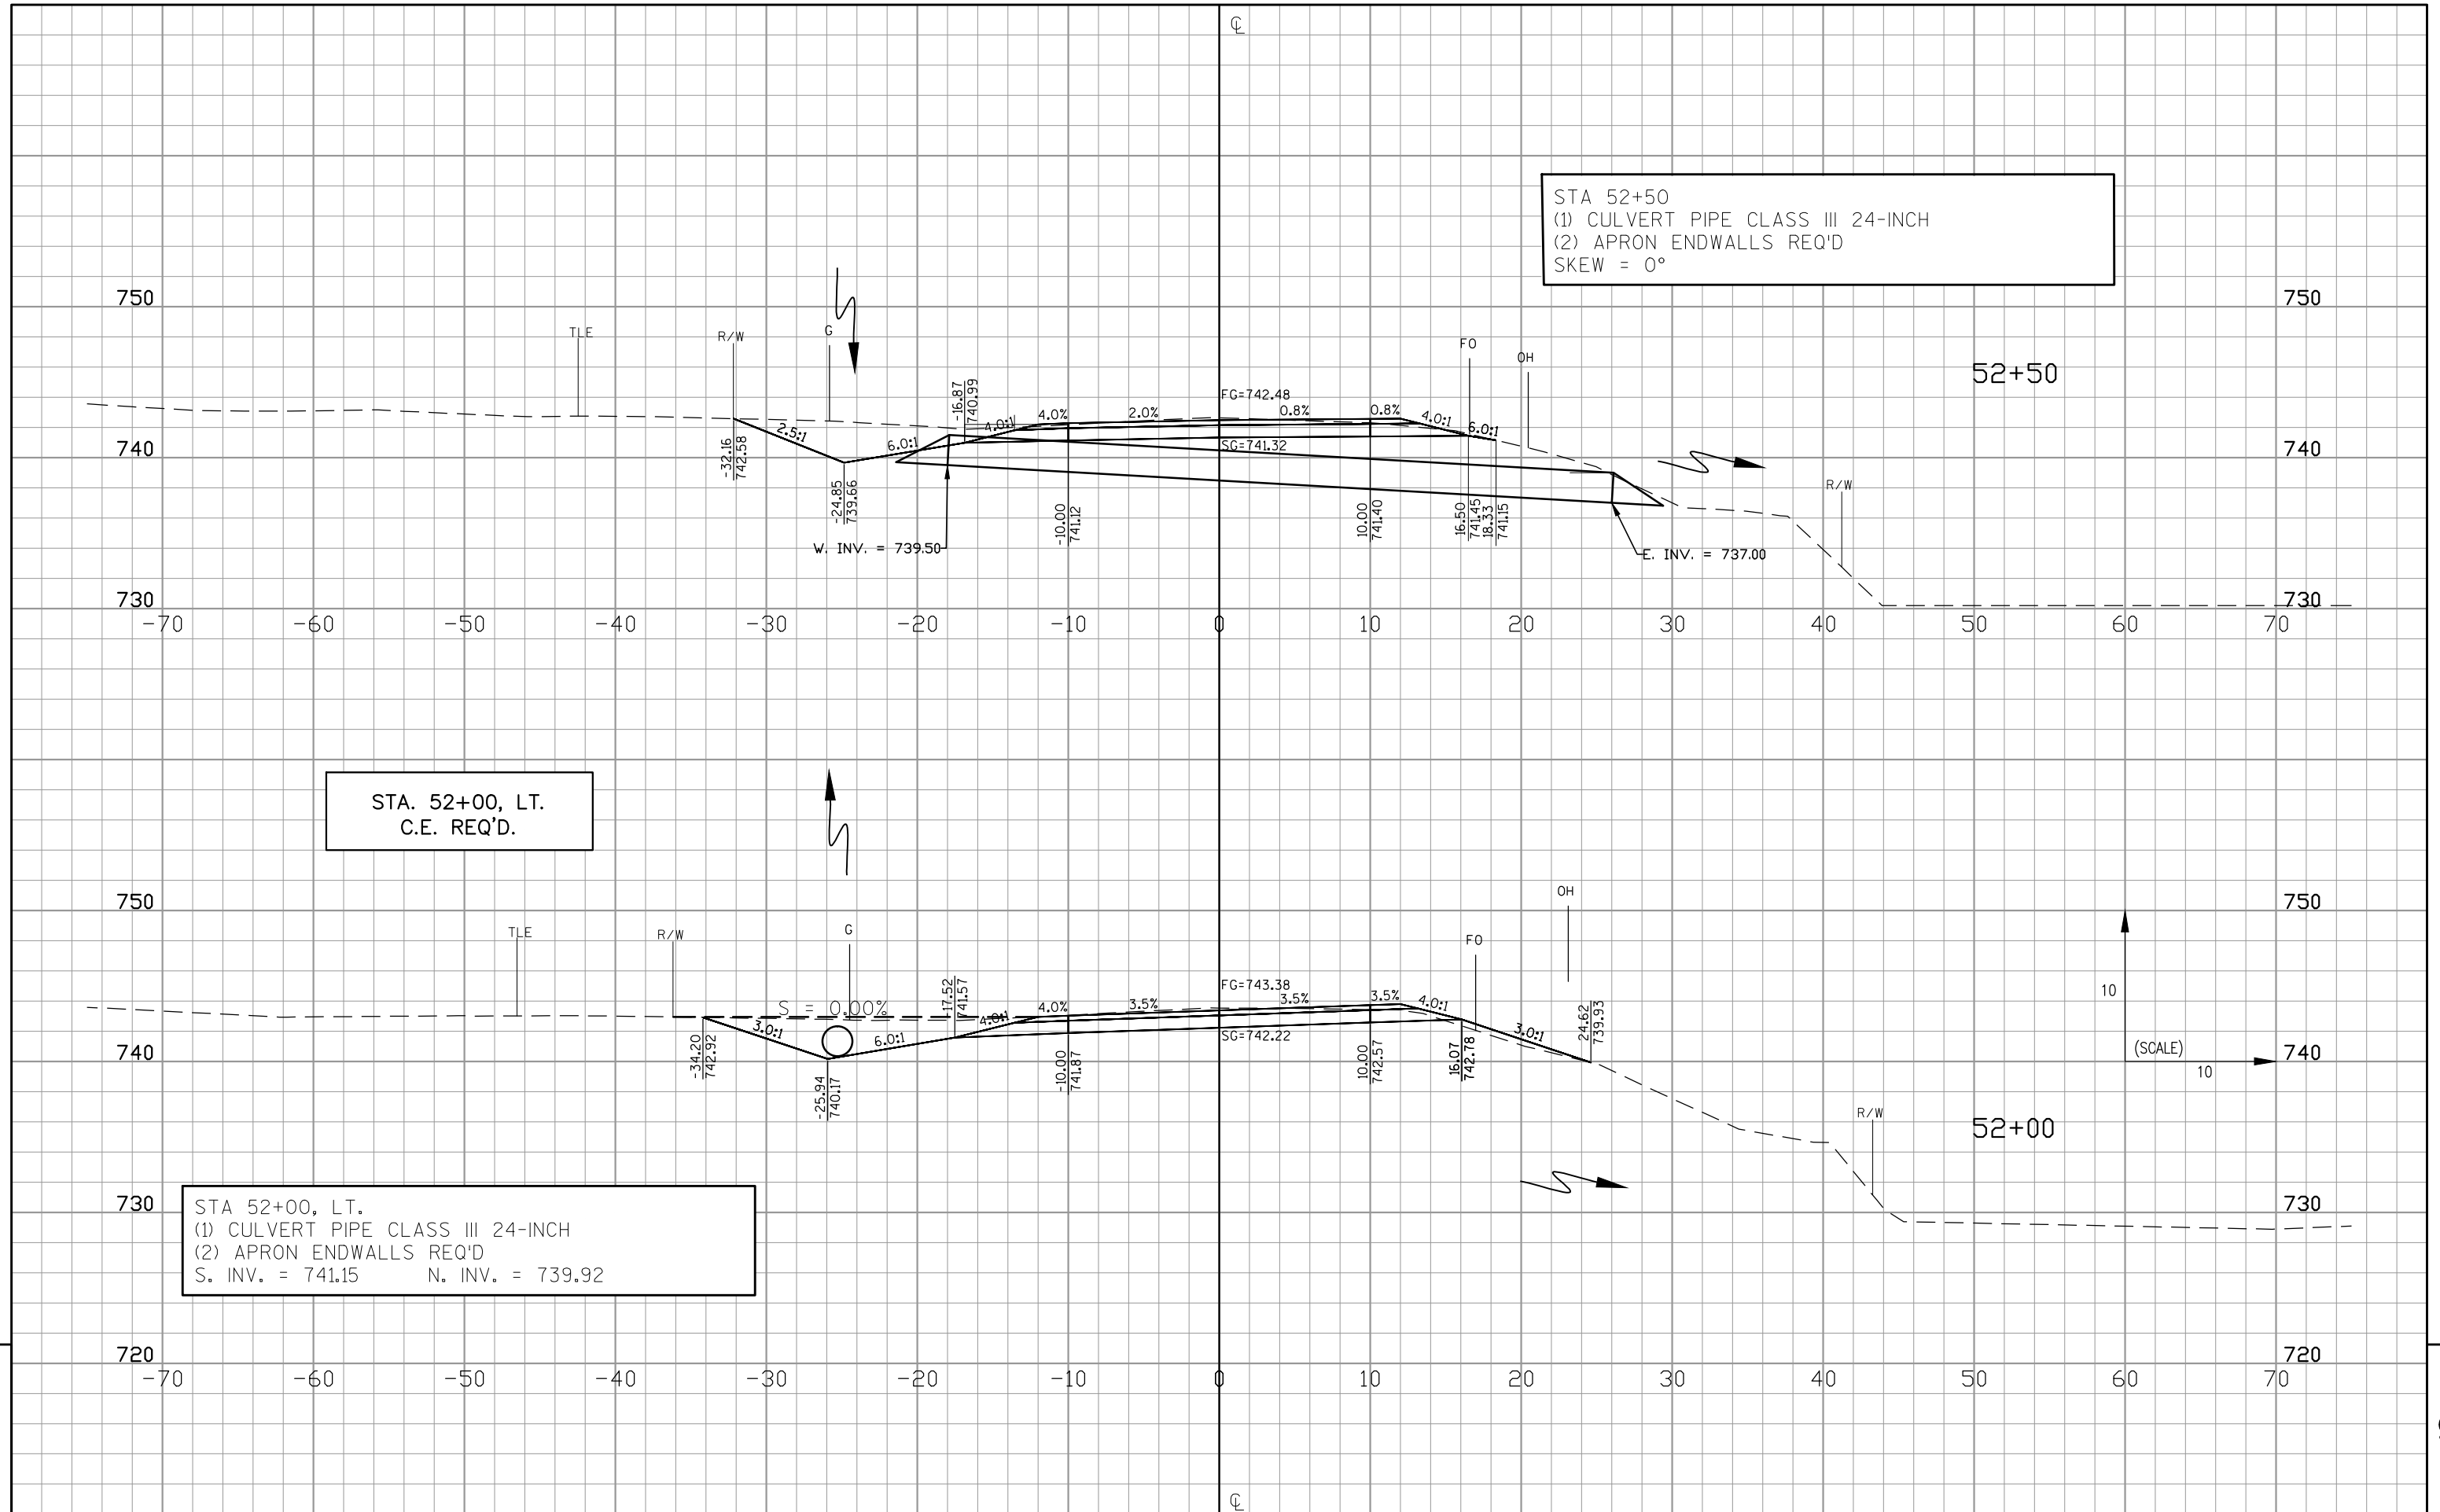 ℄
STA 52+50
(1) CULVERT PIPE CLASS III 24-INCH
(2) APRON ENDWALLS REQ'D
SKEW = 0°
750
750
TLE
R/W
G
FO
OH
52+50
-16.87
740.99
FG=742.48
4.0:1
4.0%
2.0%
0.8%
0.8%
4.0:1
6.0:1
2.5:1
6.0:1
SG=741.32
740
740
-32.16
742.58
-24.85
739.66
-10.00
741.12
10.00
741.40
16.50
741.45
18.33
741.15
R/W
W. INV. = 739.50
E. INV. = 737.00
730
730
-70 -60 -50 -40 -30 -20 -10 0 10 20 30 40 50 60 70
STA. 52+00, LT.
C.E. REQ'D.
750
750
TLE
R/W
G
FO
OH
-17.52
741.57
FG=743.38
S = 0.00%
4.0:1
4.0%
3.5%
3.5%
3.5%
4.0:1
3.0:1
24.62
739.93
3.0:1
6.0:1
SG=742.22
740
740
10
(SCALE)
10
-34.20
742.92
-25.94
740.17
-10.00
741.87
10.00
742.57
16.07
742.78
R/W
52+00
STA 52+00, LT.
(1) CULVERT PIPE CLASS III 24-INCH
(2) APRON ENDWALLS REQ'D
S. INV. = 741.15 N. INV. = 739.92
730
730
720
720
-70 -60 -50 -40 -30 -20 -10 0 10 20 30 40 50 60 70
℄